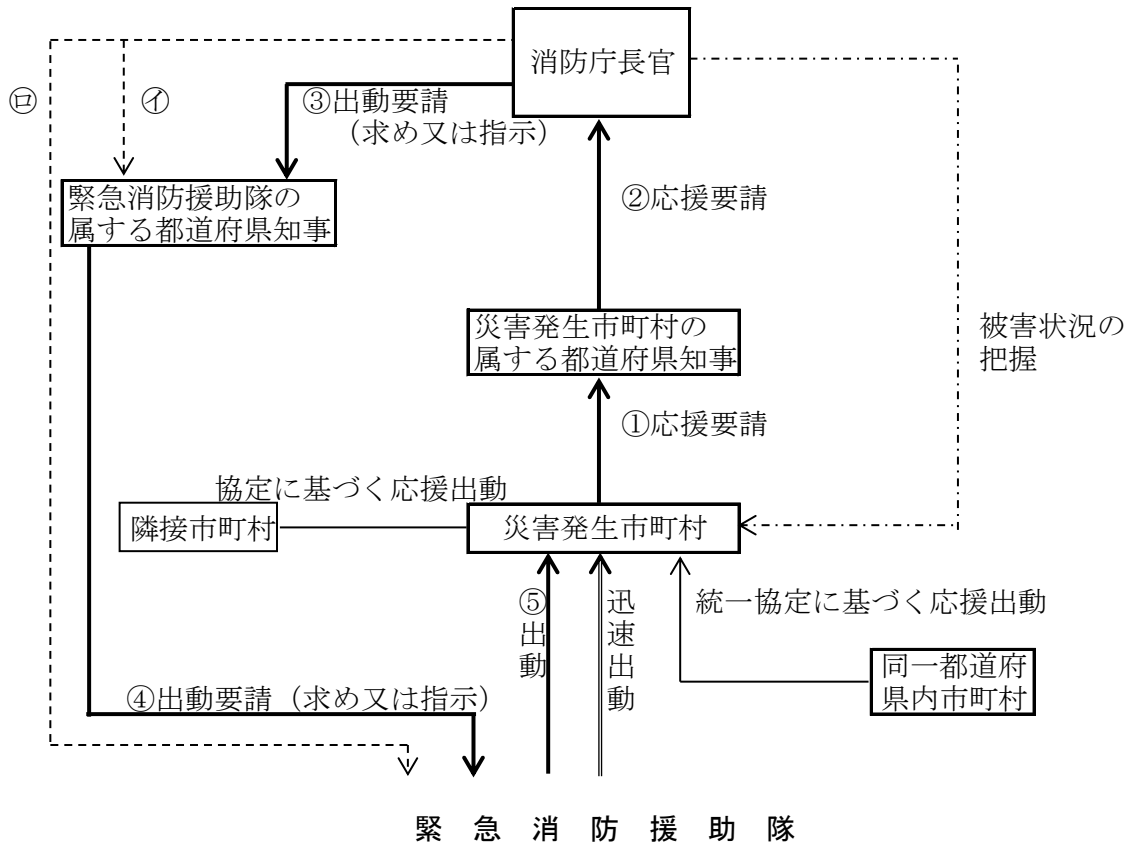 消防庁長官
㋺
㋑
③出動要請
（求め又は指示）
緊急消防援助隊の
属する都道府県知事
②応援要請
災害発生市町村の
属する都道府県知事
被害状況の
把握
①応援要請
協定に基づく応援出動
隣接市町村
災害発生市町村
⑤出動
迅速出動
統一協定に基づく応援出動
同一都道府
県内市町村
④出動要請（求め又は指示）
緊急消防援助隊